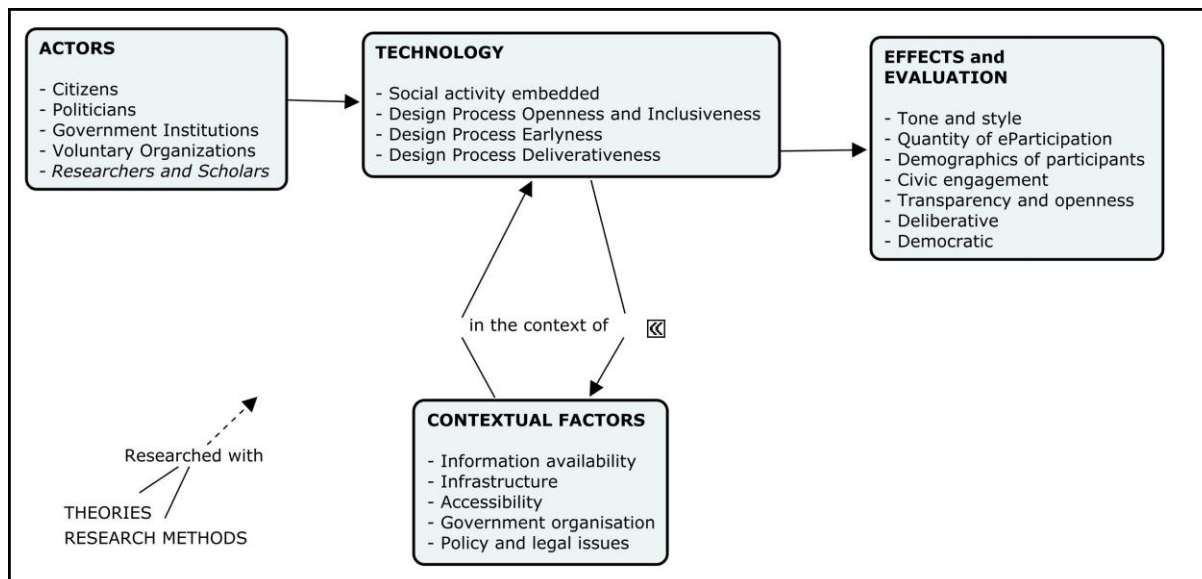 ACTORS
- Citizens
- Politicians
- Government Institutions
- Voluntary Organizations
- Researchers and Scholars
TECHNOLOGY
- Social activity embedded
- Design Process Openness and Inclusiveness
- Design Process Earlyness
- Design Process Deliverativeness
EFFECTS and
EVALUATION
- Tone and style
- Quantity of eParticipation
- Demographics of participants
- Civic engagement
- Transparency and openness
- Deliberative
- Democratic
in the context of
CONTEXTUAL FACTORS
- Information availability
- Infrastructure
- Accessibility
- Government organisation
- Policy and legal issues
Researched with
THEORIES
RESEARCH METHODS